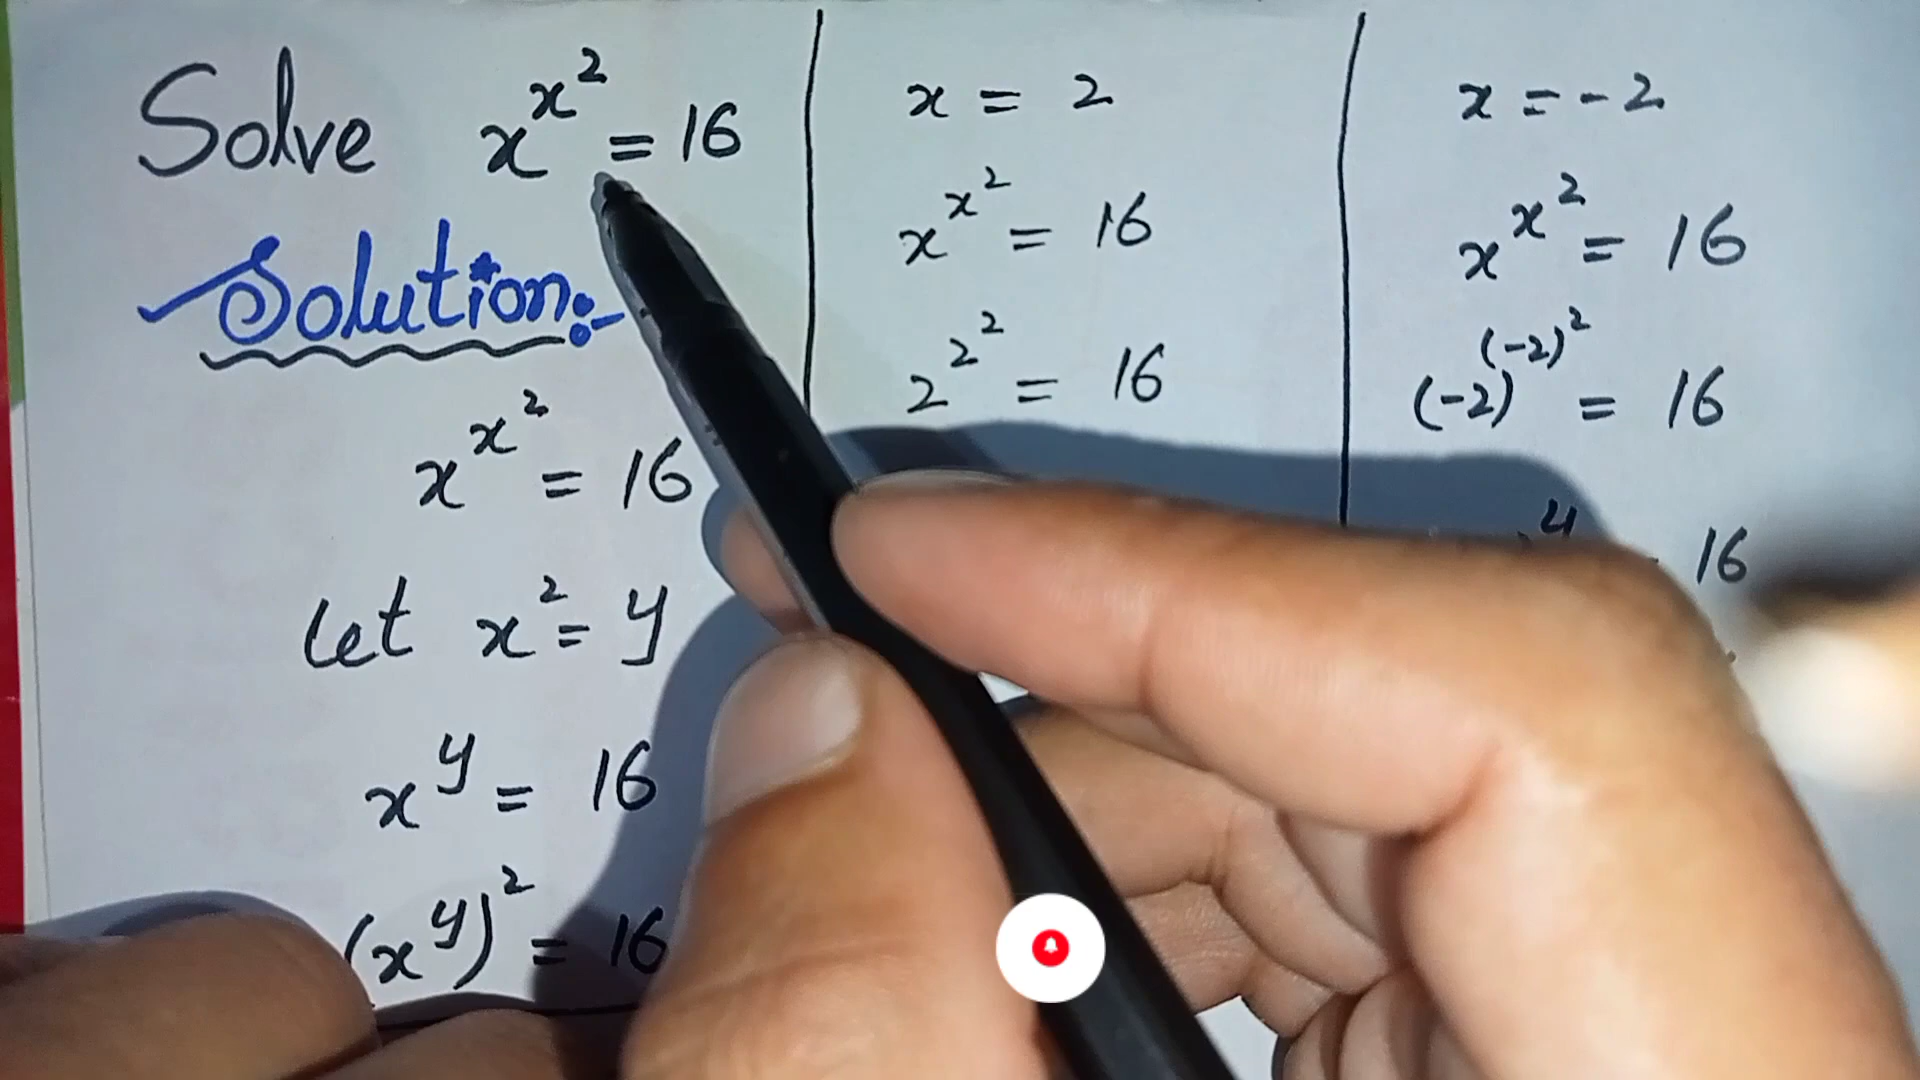 Solve x^x^2 = 16
Solution:-
x^x^2 = 16
Let x^2 = y
x^y = 16
(x^y)^2 = 16
x = 2
x^x^2 = 16
2^2^2 = 16
x = -2
x^x^2 = 16
(-2)^(-2)^2 = 16
4 16